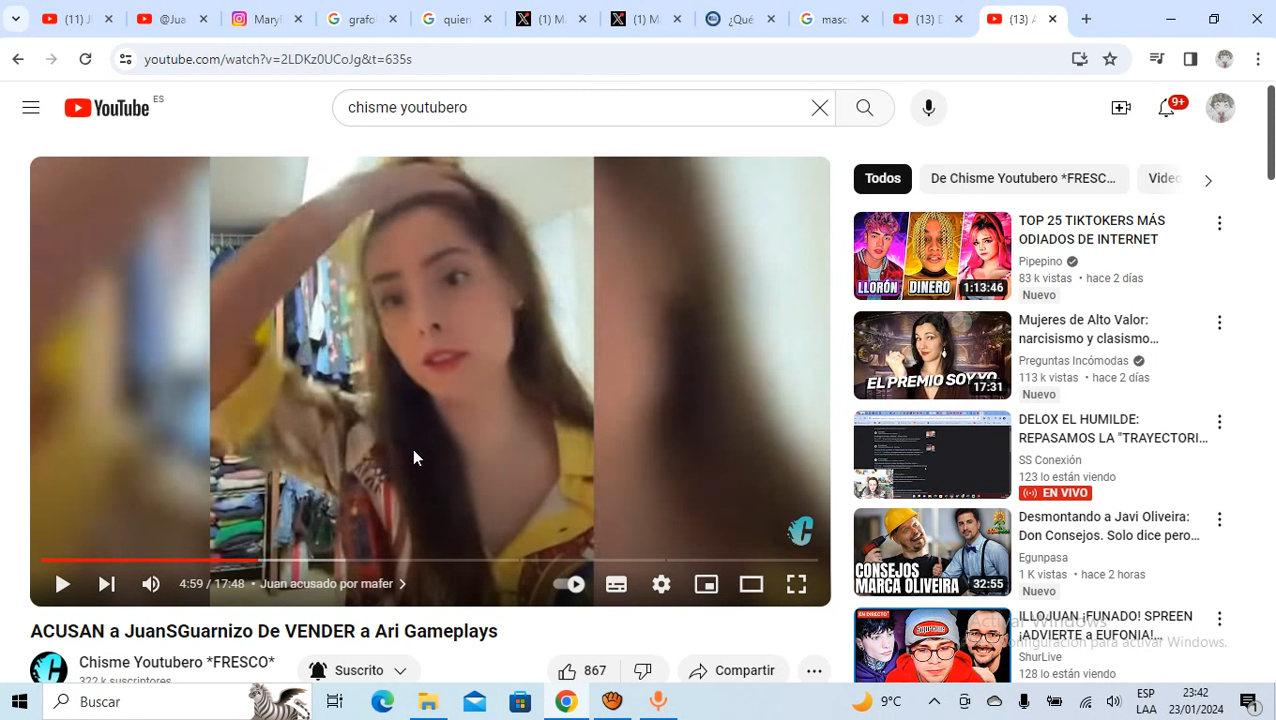 (11)
@Jua
Mary
grafo
quien
(1) M
(1) M
¿Qu
masc
(13) D
(13) A
youtube.com/watch?v=2LDKz0UCoJg&t=635s
YouTube ES
chisme youtubero
9+
Todos
De Chisme Youtubero *FRESC...
Video
TOP 25 TIKTOKERS MÁS
ODIADOS DE INTERNET
Pipepino
83 k vistas • hace 2 días
Nuevo
LLORÓN
DINERO
1:13:46
Mujeres de Alto Valor:
narcisismo y clasismo...
Preguntas Incómodas
113 k vistas • hace 2 días
Nuevo
EL PREMIO SOY YO
17:31
DELOX EL HUMILDE:
REPASAMOS LA "TRAYECTORI...
SS Conexión
123 lo están viendo
EN VIVO
Desmontando a Javi Oliveira:
Don Consejos. Solo dice pero...
Egunpasa
1 K vistas • hace 2 horas
Nuevo
CONSEJOS
MARCA OLIVEIRA
32:55
EN DIRECTO
ILLOJUAN ¡FUNADO! SPREEN
¡ADVIERTE a EUFONIA!...
ShurLive
128 lo están viendo
Activar Windows
configuración para activar Windows.
4:59 / 17:48 • Juan acusado por mafer
ACUSAN a JuanSGuarnizo De VENDER a Ari Gameplays
Chisme Youtubero *FRESCO*
322 k suscriptores
Suscrito
867
Compartir
Buscar
9°C
ESP
LAA
23:42
23/01/2024
1